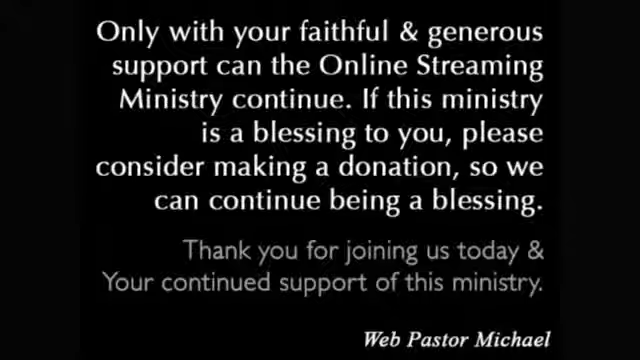 Only with your faithful & generous
support can the Online Streaming
Ministry continue. If this ministry
is a blessing to you, please
consider making a donation, so we
can continue being a blessing.
Thank you for joining us today &
Your continued support of this ministry.
Web Pastor Michael